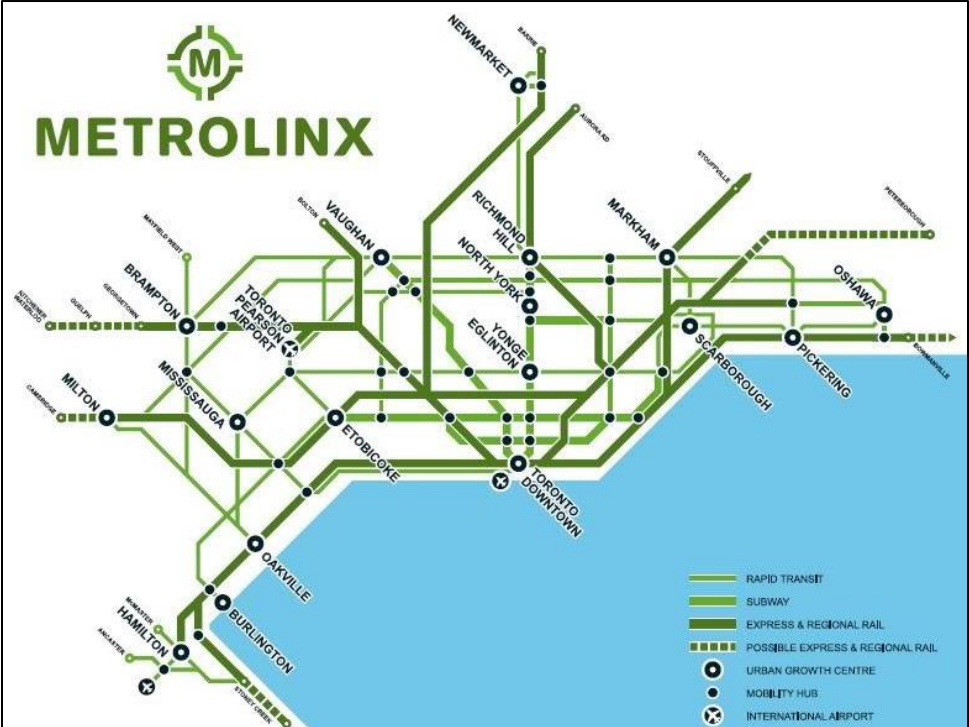 M
METROLINX
NEWMARKET
BARRIE
AURORA RD
STOUFFVILLE
PETERBOROUGH
MAYFIELD WEST
BOLTON
VAUGHAN
RICHMOND
HILL
MARKHAM
NORTH YORK
OSHAWA
BRAMPTON
TORONTO
PEARSON
AIRPORT
YONGE
EGLINTON
KITCHENER
WATERLOO
GUELPH
GEORGETOWN
SCARBOROUGH
PICKERING
BOWMANVILLE
MISSISSAUGA
MILTON
CAMBRIDGE
ETOBICOKE
TORONTO
DOWNTOWN
OAKVILLE
BURLINGTON
McMASTER
HAMILTON
ANCASTER
STONEY CREEK
RAPID TRANSIT
SUBWAY
EXPRESS & REGIONAL RAIL
POSSIBLE EXPRESS & REGIONAL RAIL
URBAN GROWTH CENTRE
MOBILITY HUB
INTERNATIONAL AIRPORT